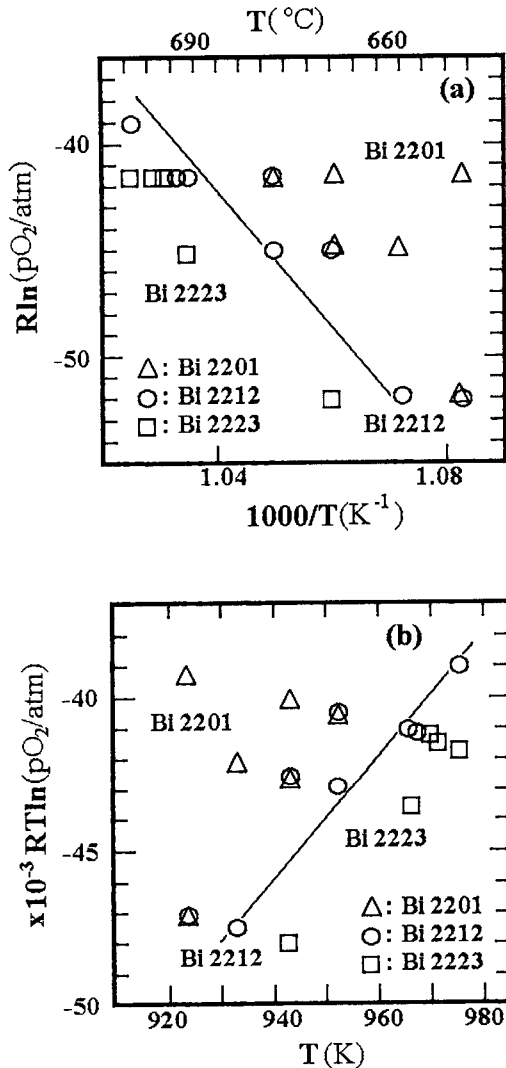 T(°C)
690 660
(a)
-40
-50
Rln(pO₂/atm)
Bi 2201
Bi 2223
△: Bi 2201
○: Bi 2212
□: Bi 2223
Bi 2212
1.04 1.08
1000/T(K⁻¹)
(b)
-40
-45
-50
x10⁻³ RTln(pO₂/atm)
Bi 2201
Bi 2223
Bi 2212
△: Bi 2201
○: Bi 2212
□: Bi 2223
920 940 960 980
T(K)